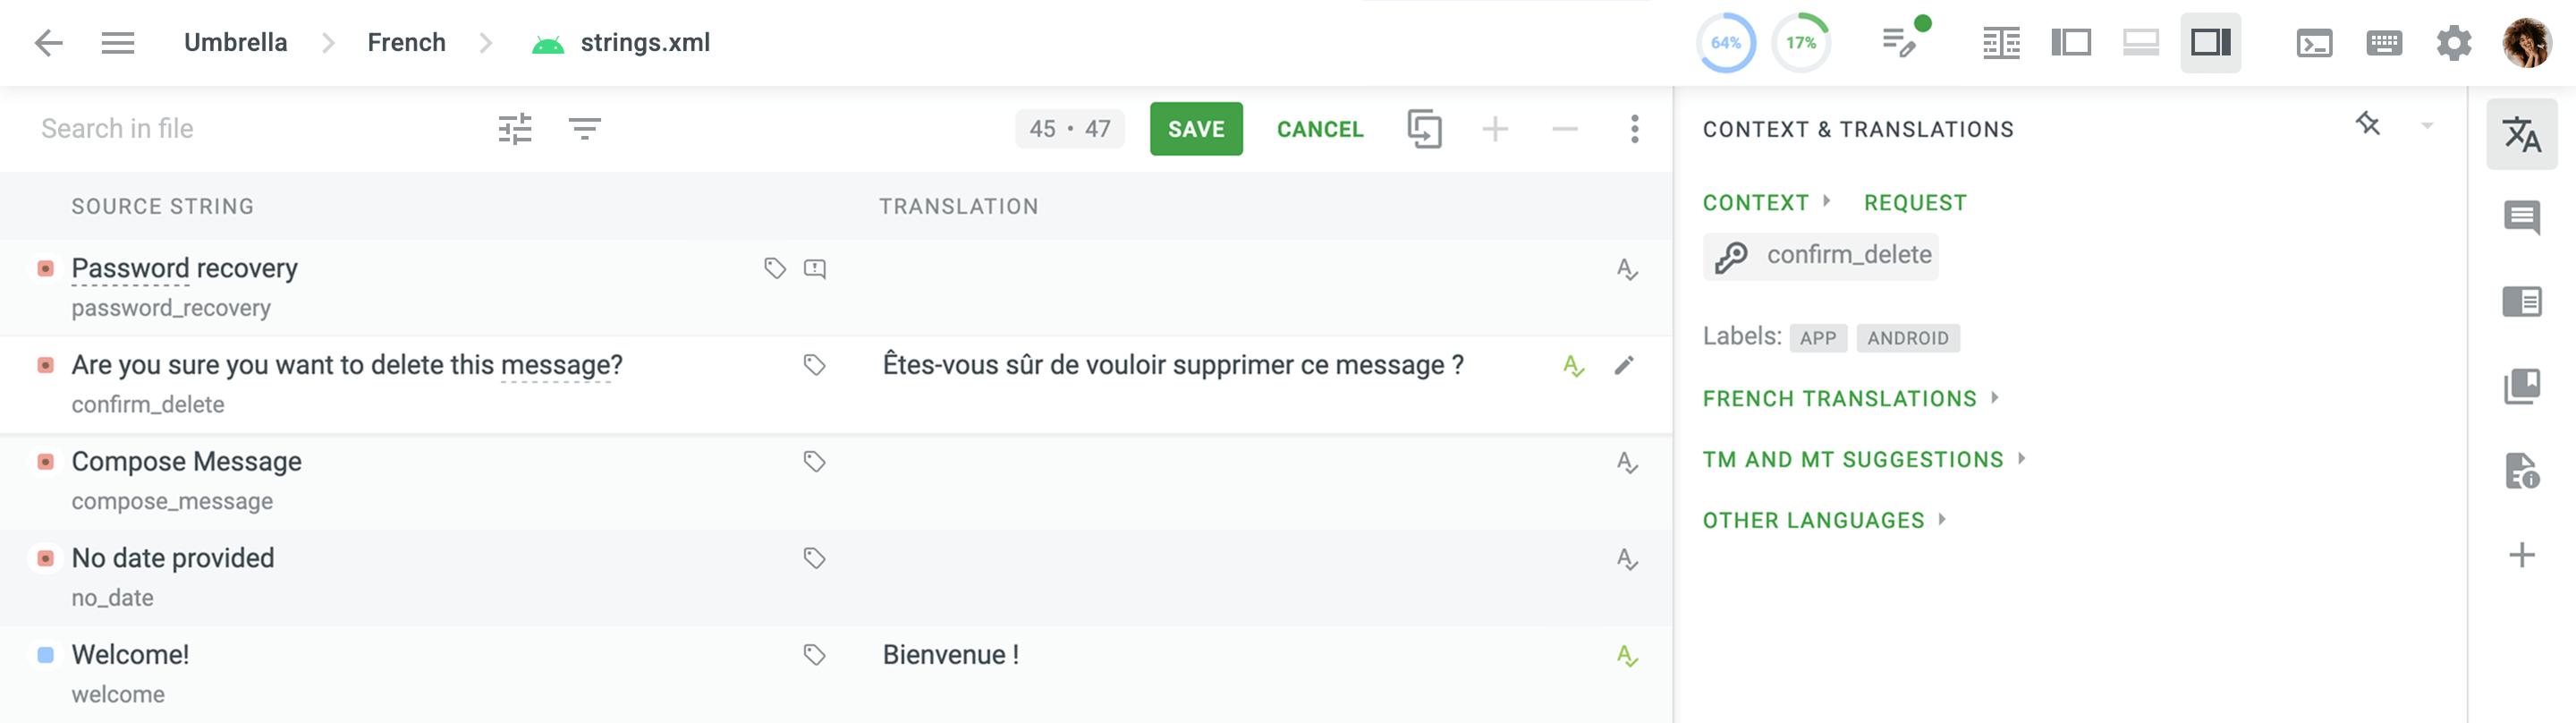 Umbrella > French > strings.xml
64% 17%
Search in file
45 • 47 SAVE CANCEL
SOURCE STRING TRANSLATION
Password recovery
password_recovery
Are you sure you want to delete this message? Êtes-vous sûr de vouloir supprimer ce message ?
confirm_delete
Compose Message
compose_message
No date provided
no_date
Welcome! Bienvenue !
welcome
CONTEXT & TRANSLATIONS
CONTEXT REQUEST
confirm_delete
Labels: APP ANDROID
FRENCH TRANSLATIONS
TM AND MT SUGGESTIONS
OTHER LANGUAGES